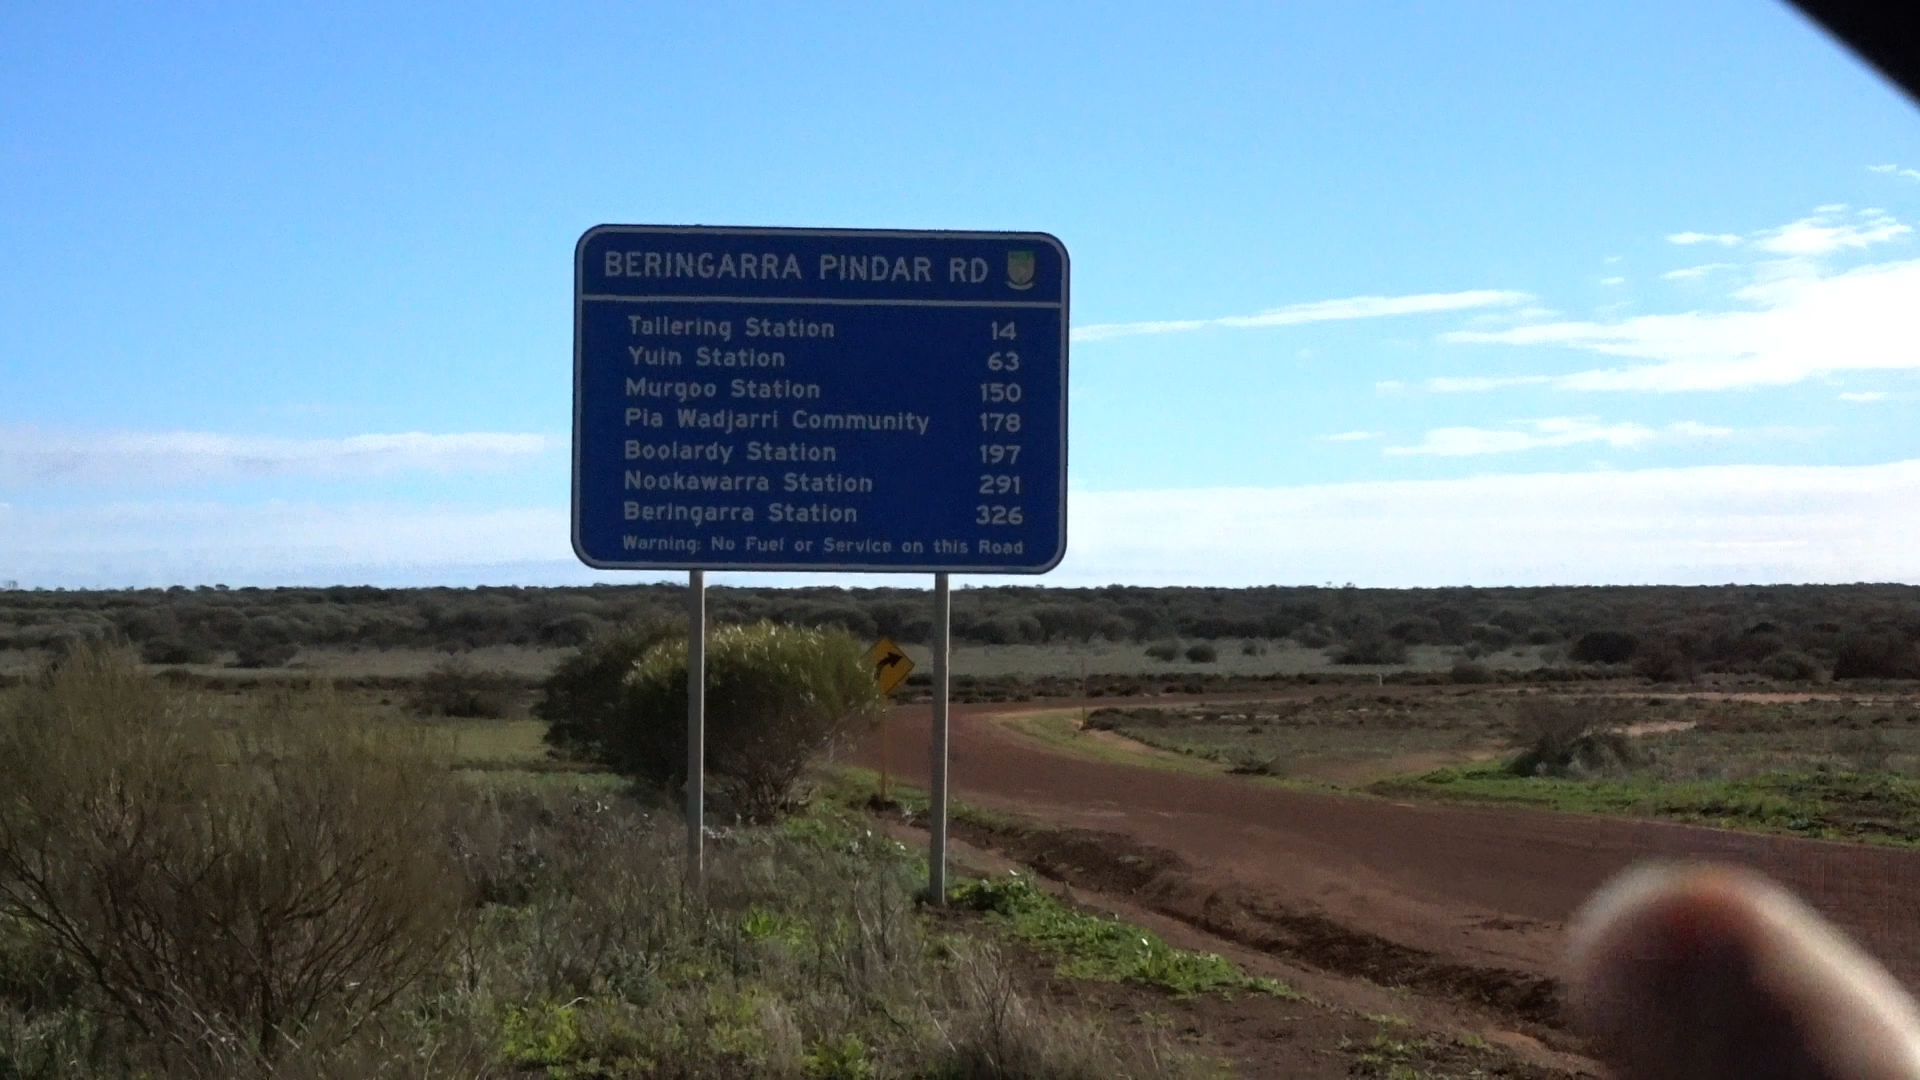 BERINGARRA PINDAR RD
Tallering Station 14
Yuin Station 63
Murgoo Station 150
Pia Wadjarri Community 178
Boolardy Station 197
Nookawarra Station 291
Beringarra Station 326
Warning: No Fuel or Service on this Road